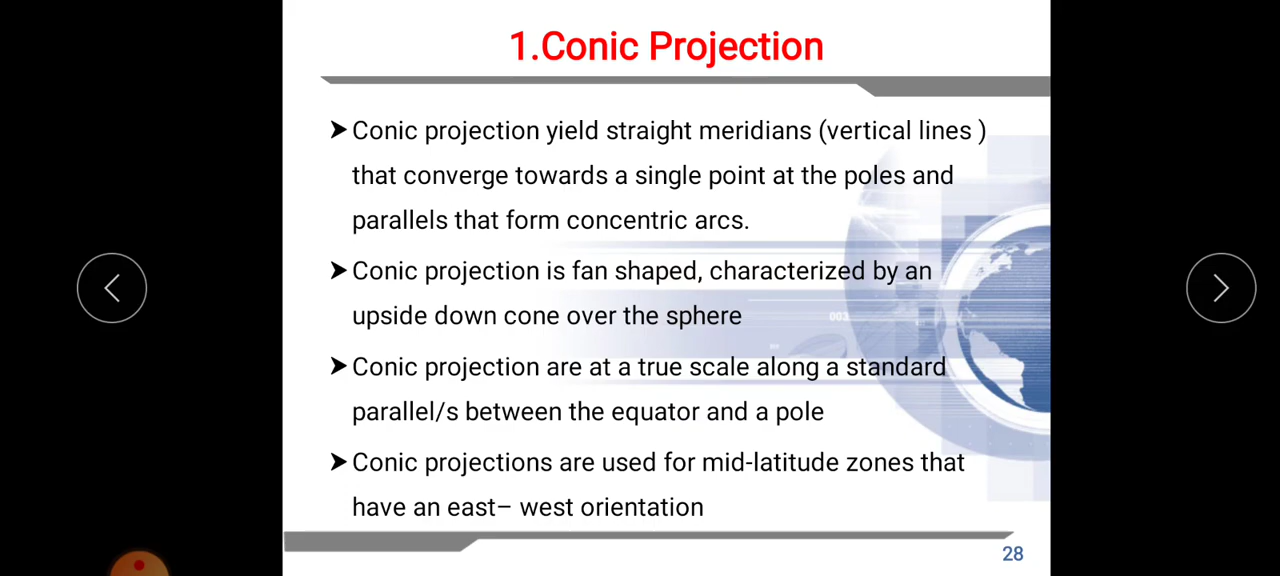 1.Conic Projection
➤ Conic projection yield straight meridians (vertical lines )
that converge towards a single point at the poles and
parallels that form concentric arcs.
➤ Conic projection is fan shaped, characterized by an
upside down cone over the sphere
003
➤ Conic projection are at a true scale along a standard
parallel/s between the equator and a pole
➤ Conic projections are used for mid-latitude zones that
have an east– west orientation
28